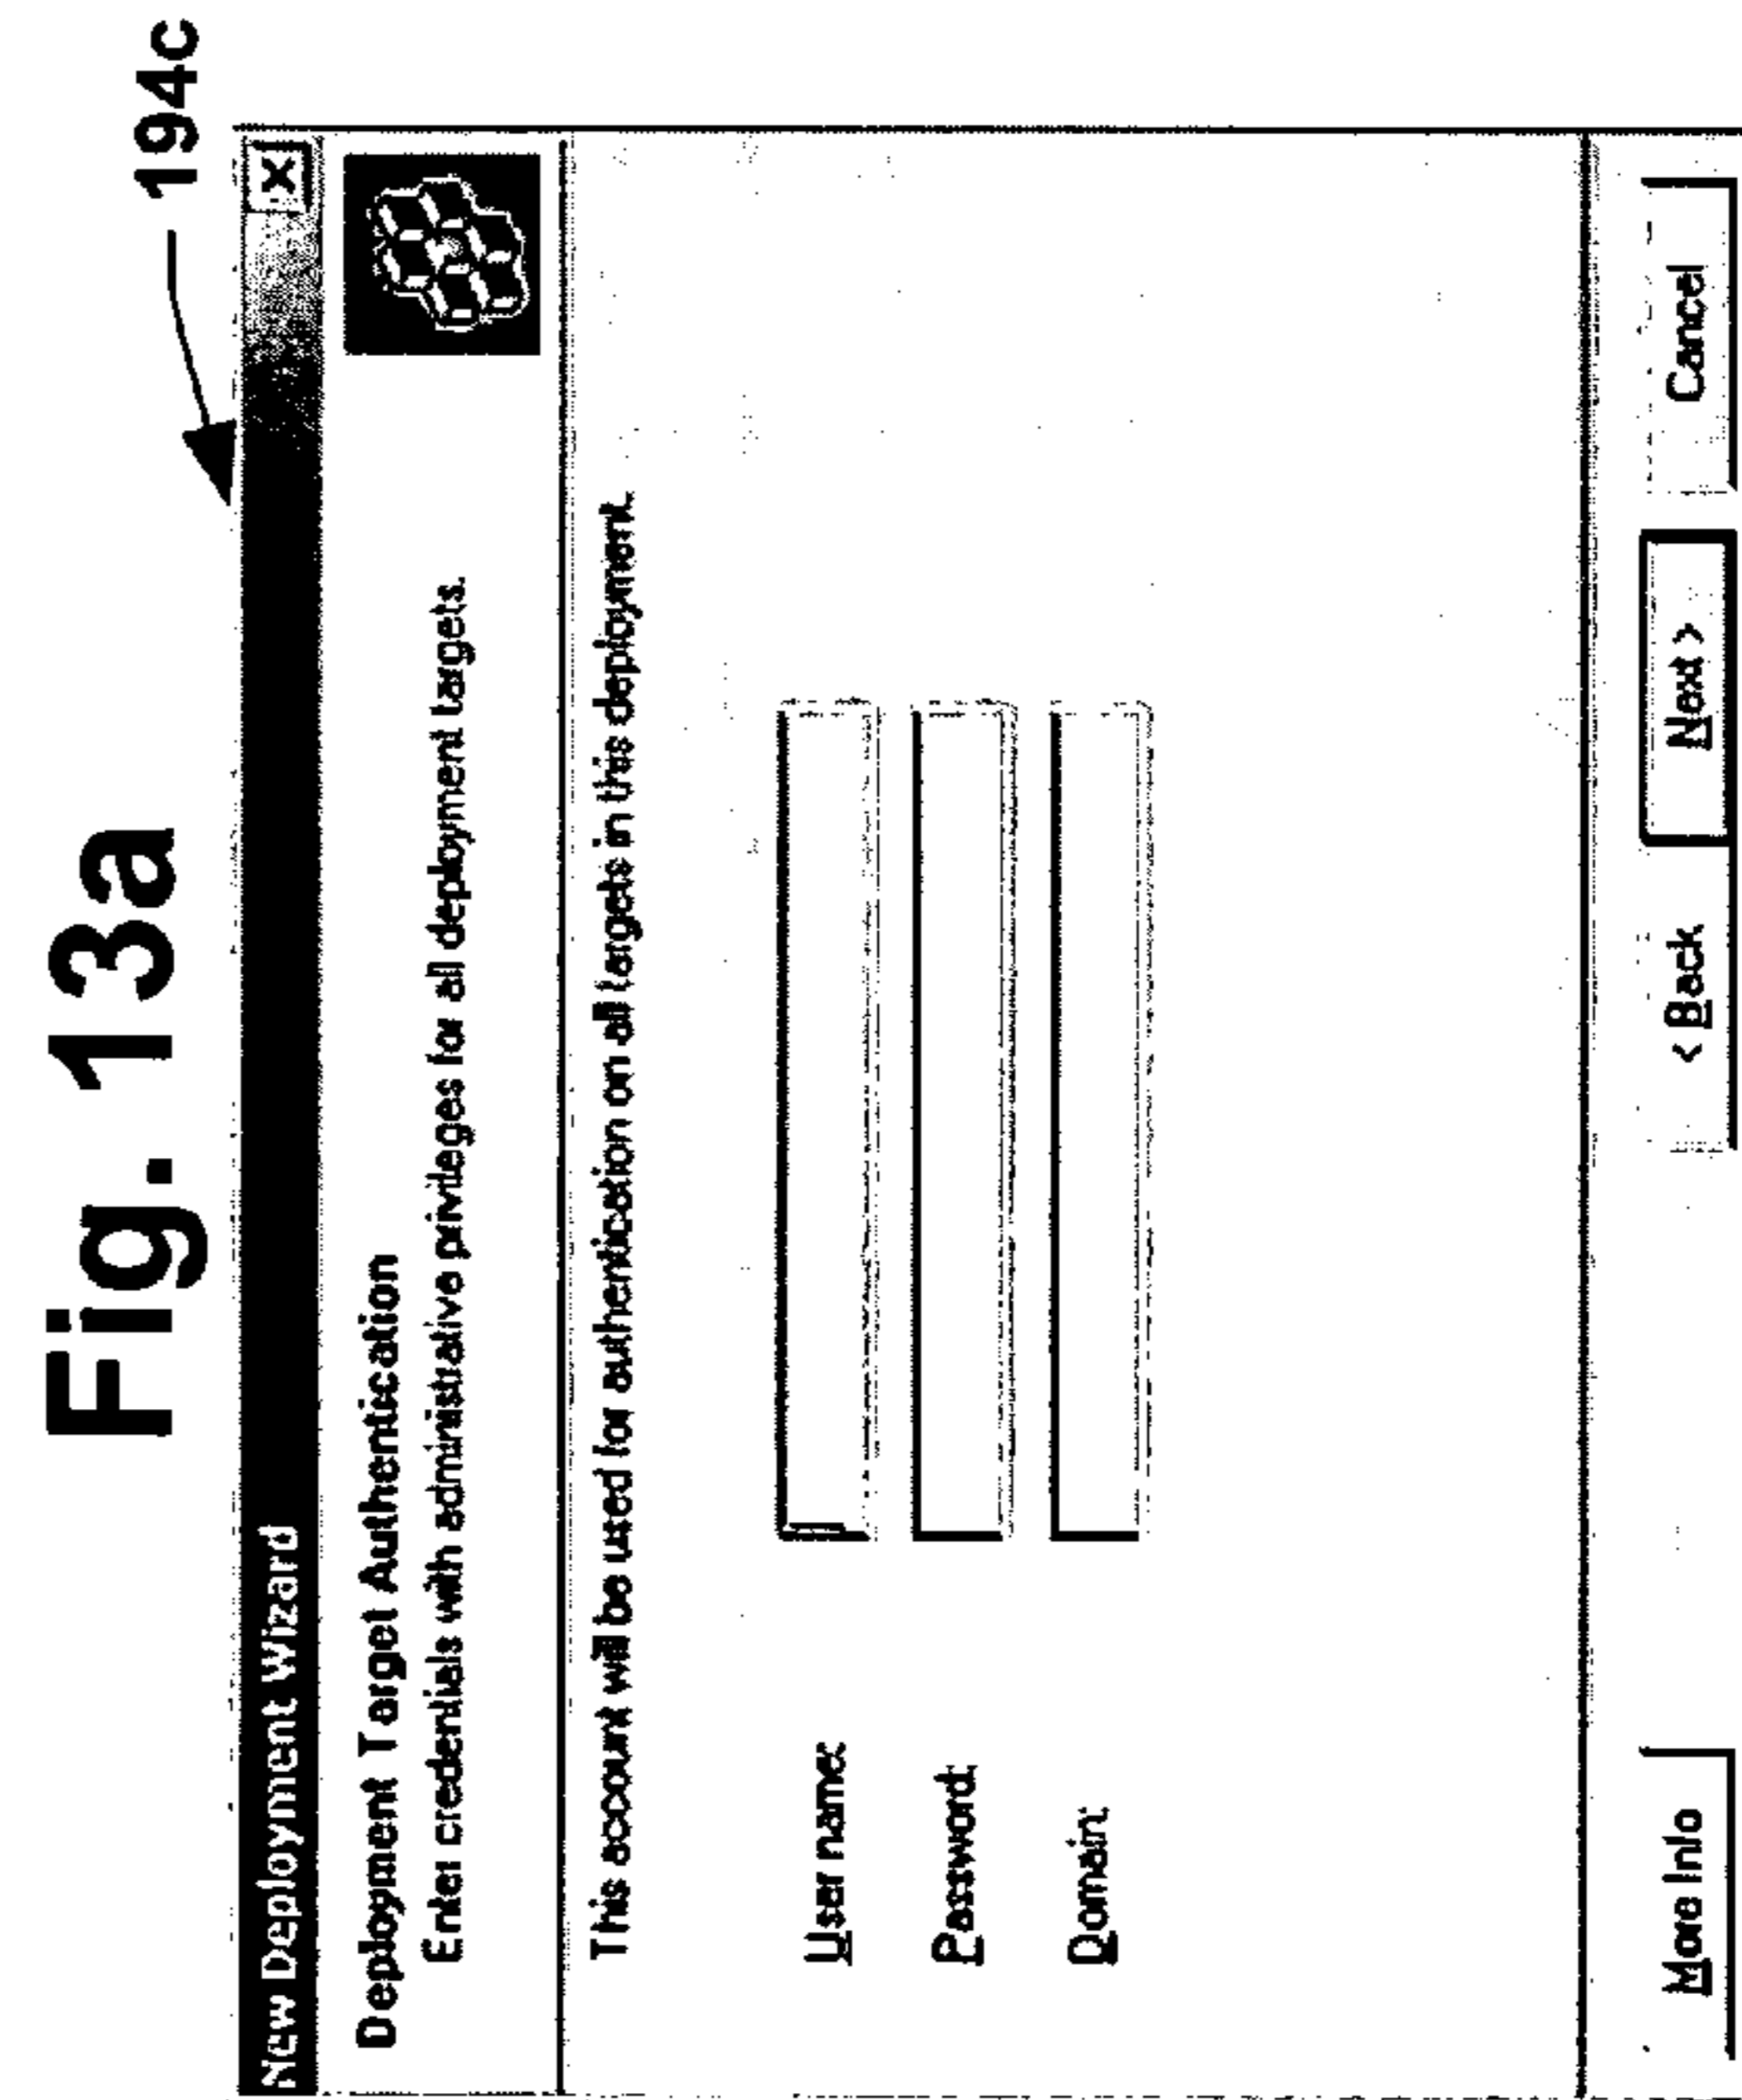 Fig. 13a
194c
New Deployment Wizard
Deployment Target Authentication
Enter credentials with administrative privileges for all deployment targets.
This account will be used for authentication on all targets in this deployment.
User name:
Password:
Domain:
More Info
< Back
Next >
Cancel